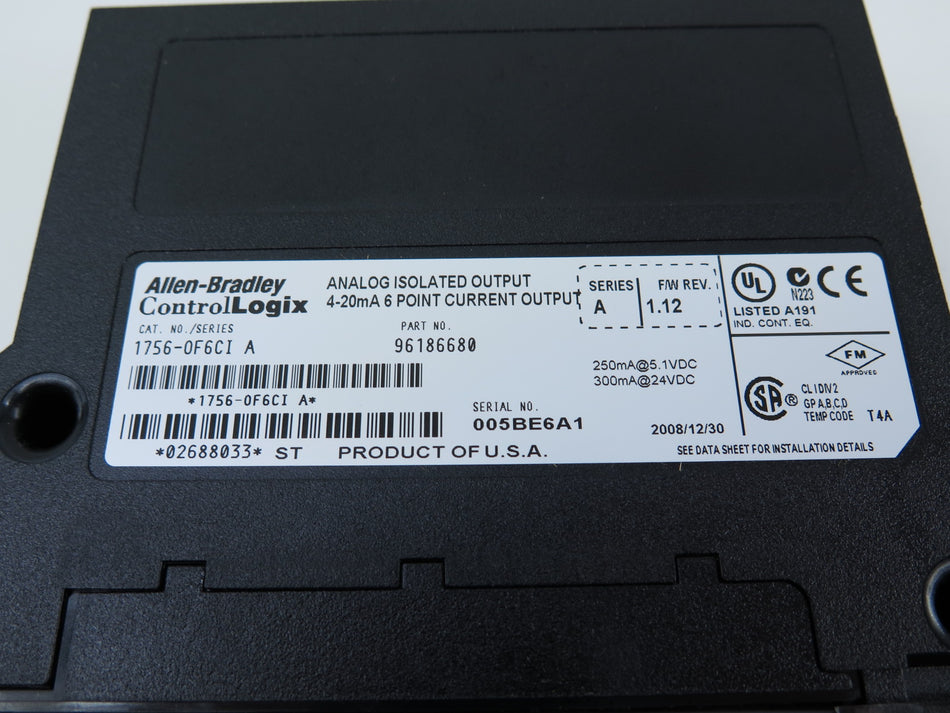 Allen-Bradley
ControlLogix
ANALOG ISOLATED OUTPUT
4-20mA 6 POINT CURRENT OUTPUT
SERIES
A
F/W REV.
1.12
UL
N223
CE
LISTED A191
IND. CONT. EQ.
CAT. NO./SERIES
1756-OF6CI A
PART NO.
96186680
250mA@5.1VDC
300mA@24VDC
FM
APPROVED
*1756-OF6CI A*
SERIAL NO.
005BE6A1
2008/12/30
SA ®
CL I DIV2
GP A,B,C,D
TEMP CODE T4A
*02688033* ST
PRODUCT OF U.S.A.
SEE DATA SHEET FOR INSTALLATION DETAILS